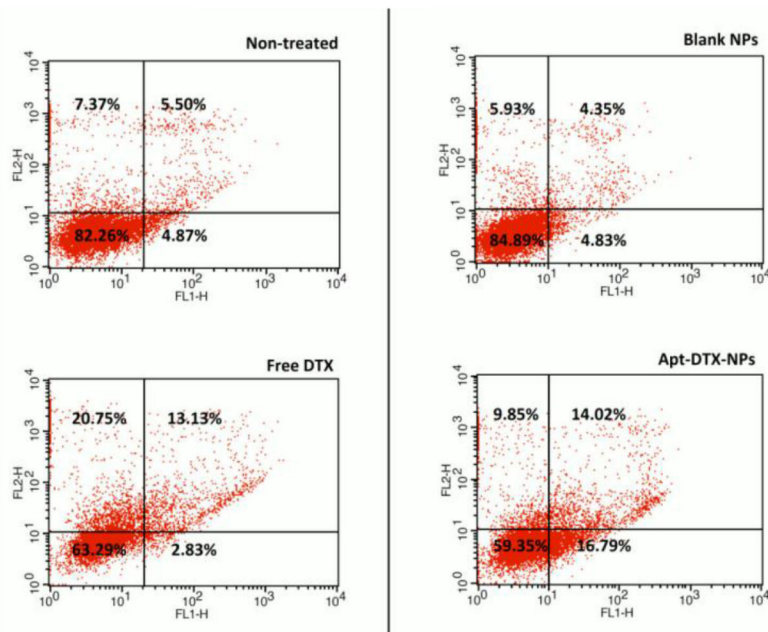 Non-treated
10^4
10^3
10^2
10^1
10^0
FL2-H
7.37% 5.50%
82.26% 4.87%
10^0 10^1 10^2 10^3 10^4
FL1-H
Blank NPs
10^4
10^3
10^2
10^1
10^0
FL2-H
5.93% 4.35%
84.89% 4.83%
10^0 10^1 10^2 10^3 10^4
FL1-H
Free DTX
10^4
10^3
10^2
10^1
10^0
FL2-H
20.75% 13.13%
63.29% 2.83%
10^0 10^1 10^2 10^3 10^4
FL1-H
Apt-DTX-NPs
10^4
10^3
10^2
10^1
10^0
FL2-H
9.85% 14.02%
59.35% 16.79%
10^0 10^1 10^2 10^3 10^4
FL1-H